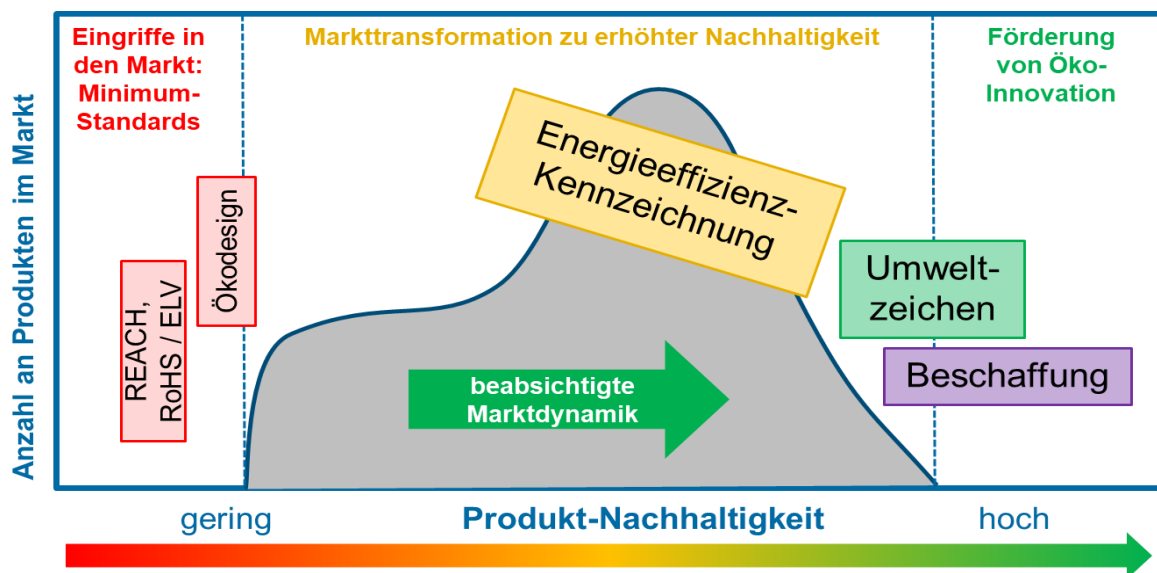 Eingriffe in
den Markt:
Minimum-
Standards
Markttransformation zu erhöhter Nachhaltigkeit
Förderung
von Öko-
Innovation
Anzahl an Produkten im Markt
REACH,
RoHS / ELV
Ökodesign
Energieeffizienz-
Kennzeichnung
Umwelt-
zeichen
Beschaffung
beabsichtigte
Marktdynamik
gering
Produkt-Nachhaltigkeit
hoch